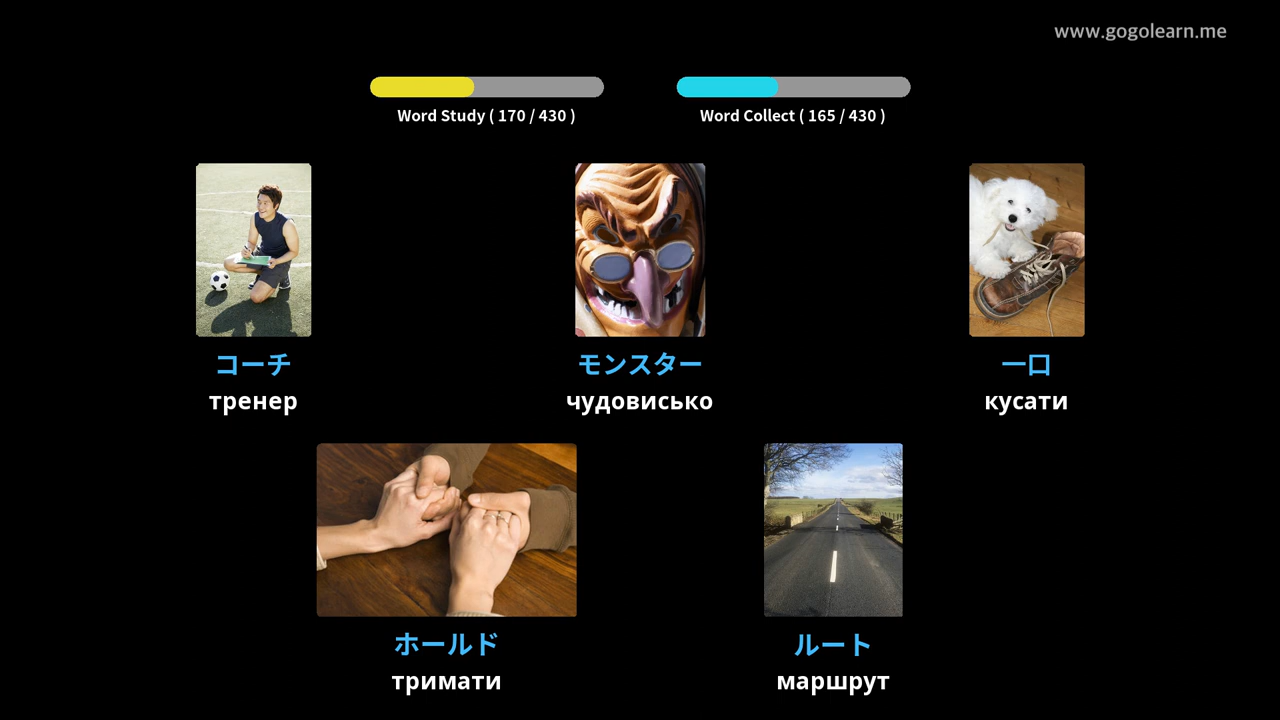 www.gogolearn.me
Word Study ( 170 / 430 )
Word Collect ( 165 / 430 )
コーチ
тренер
モンスター
чудовисько
一口
кусати
ホールド
тримати
ルート
маршрут